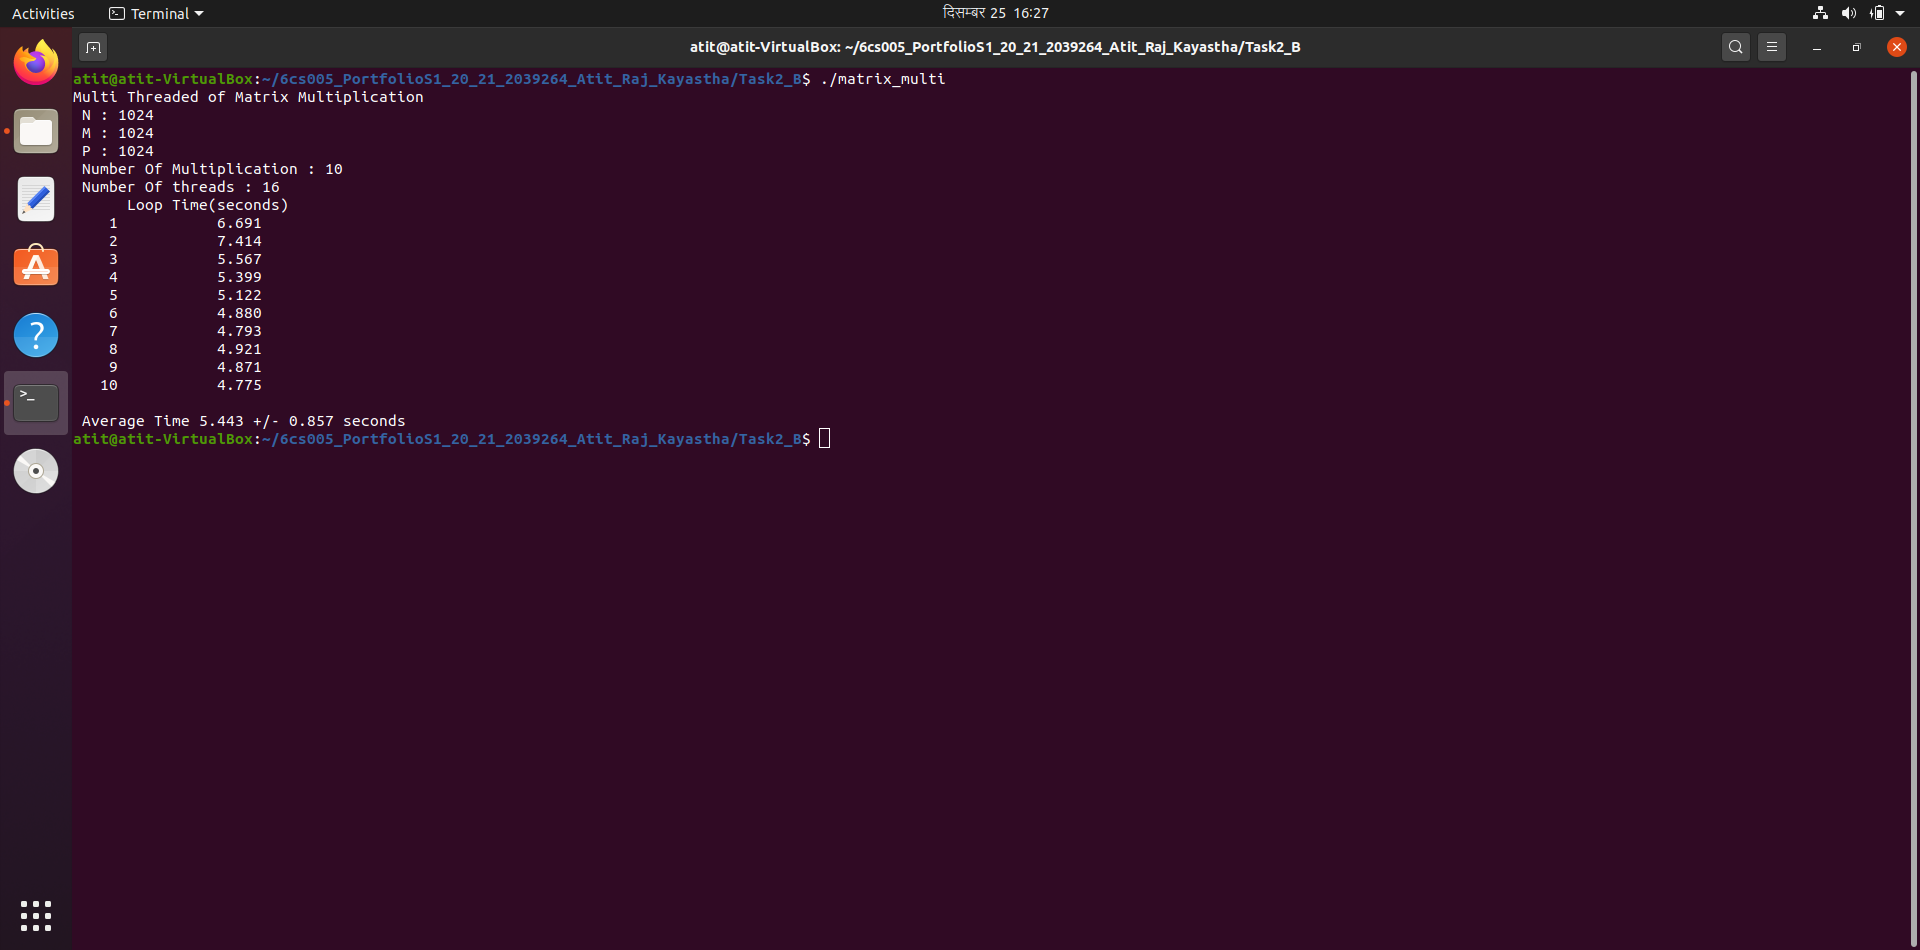 Activities
Terminal
दिसम्बर 25 16:27
atit@atit-VirtualBox: ~/6cs005_PortfolioS1_20_21_2039264_Atit_Raj_Kayastha/Task2_B
atit@atit-VirtualBox:~/6cs005_PortfolioS1_20_21_2039264_Atit_Raj_Kayastha/Task2_B$ ./matrix_multi
Multi Threaded of Matrix Multiplication
N : 1024
M : 1024
P : 1024
Number Of Multiplication : 10
Number Of threads : 16
Loop Time(seconds)
1 6.691
2 7.414
3 5.567
4 5.399
5 5.122
6 4.880
7 4.793
8 4.921
9 4.871
10 4.775
Average Time 5.443 +/- 0.857 seconds
atit@atit-VirtualBox:~/6cs005_PortfolioS1_20_21_2039264_Atit_Raj_Kayastha/Task2_B$